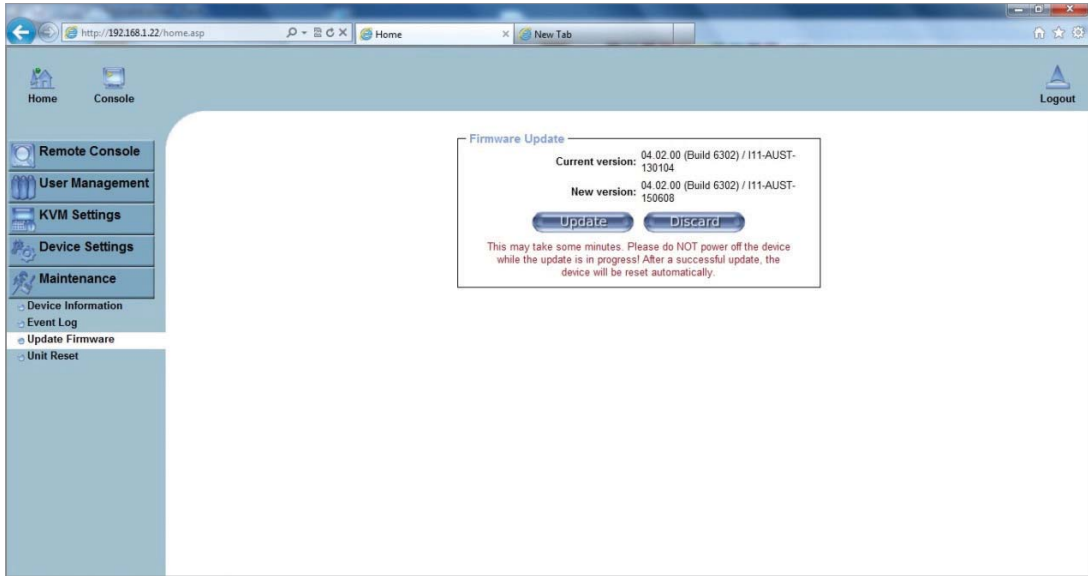 http://192.168.1.22/home.asp
Home
New Tab
Home
Console
Logout
Remote Console
User Management
KVM Settings
Device Settings
Maintenance
Device Information
Event Log
Update Firmware
Unit Reset
Firmware Update
Current version: 04.02.00 (Build 6302) / I11-AUST-
130104
New version: 04.02.00 (Build 6302) / I11-AUST-
150608
Update Discard
This may take some minutes. Please do NOT power off the device
while the update is in progress! After a successful update, the
device will be reset automatically.